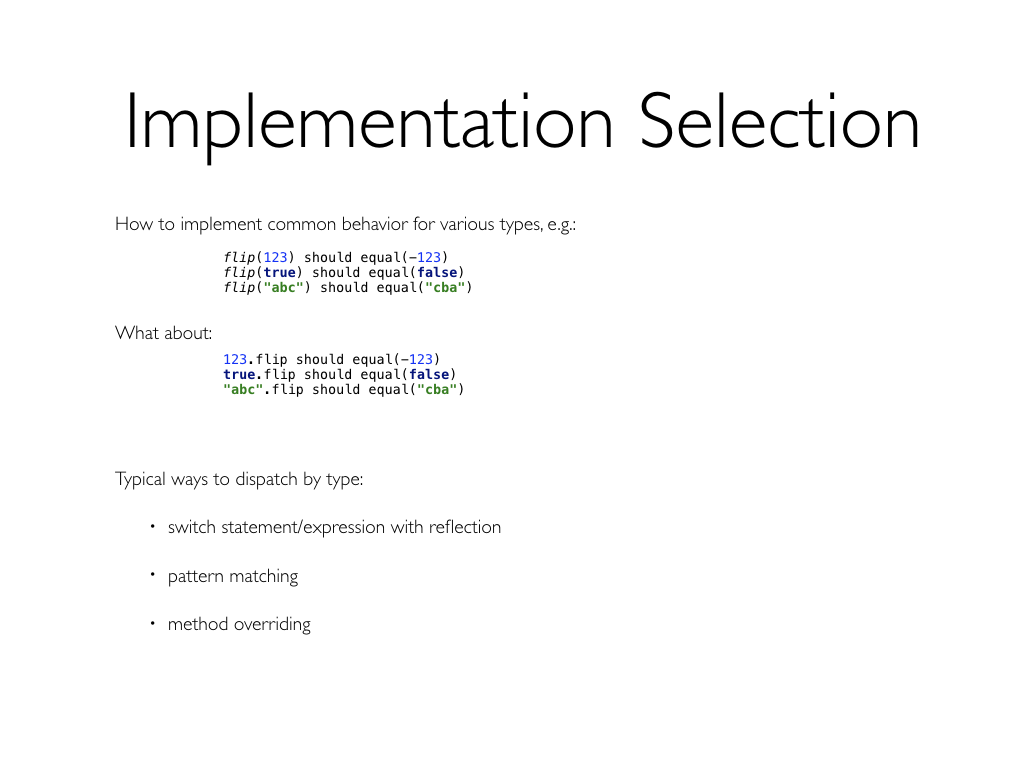 Implementation Selection
How to implement common behavior for various types, e.g.:
flip(123) should equal(-123)
flip(true) should equal(false)
flip("abc") should equal("cba")
What about:
123.flip should equal(-123)
true.flip should equal(false)
"abc".flip should equal("cba")
Typical ways to dispatch by type:
• switch statement/expression with reflection
• pattern matching
• method overriding